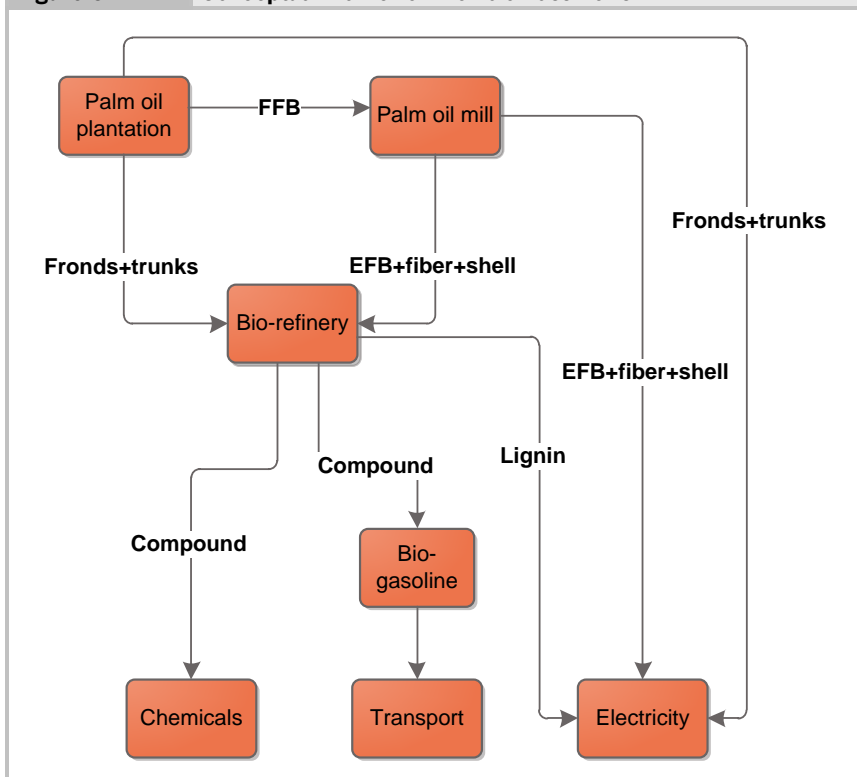 Palm oil
plantation
FFB
Palm oil mill
Fronds+trunks
Fronds+trunks
EFB+fiber+shell
Bio-refinery
EFB+fiber+shell
Lignin
Compound
Compound
Bio-
gasoline
Chemicals
Transport
Electricity